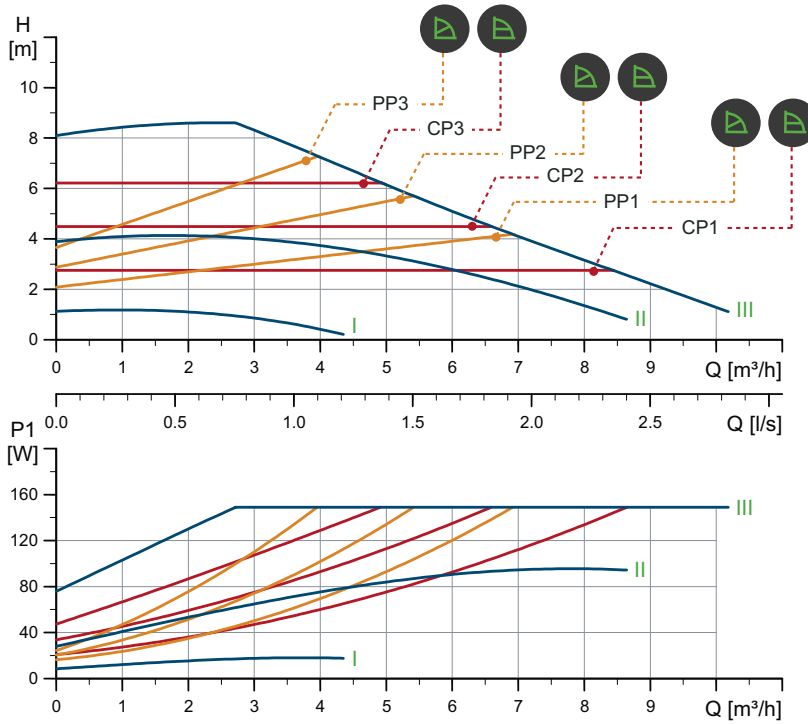 H
[m]
10
8
6
4
2
0
PP3
CP3
PP2
CP2
PP1
CP1
I
II
III
0 1 2 3 4 5 6 7 8 9 Q [m³/h]
0.0 0.5 1.0 1.5 2.0 2.5 Q [l/s]
P1
[W]
160
120
80
40
0
III
II
I
0 1 2 3 4 5 6 7 8 9 Q [m³/h]